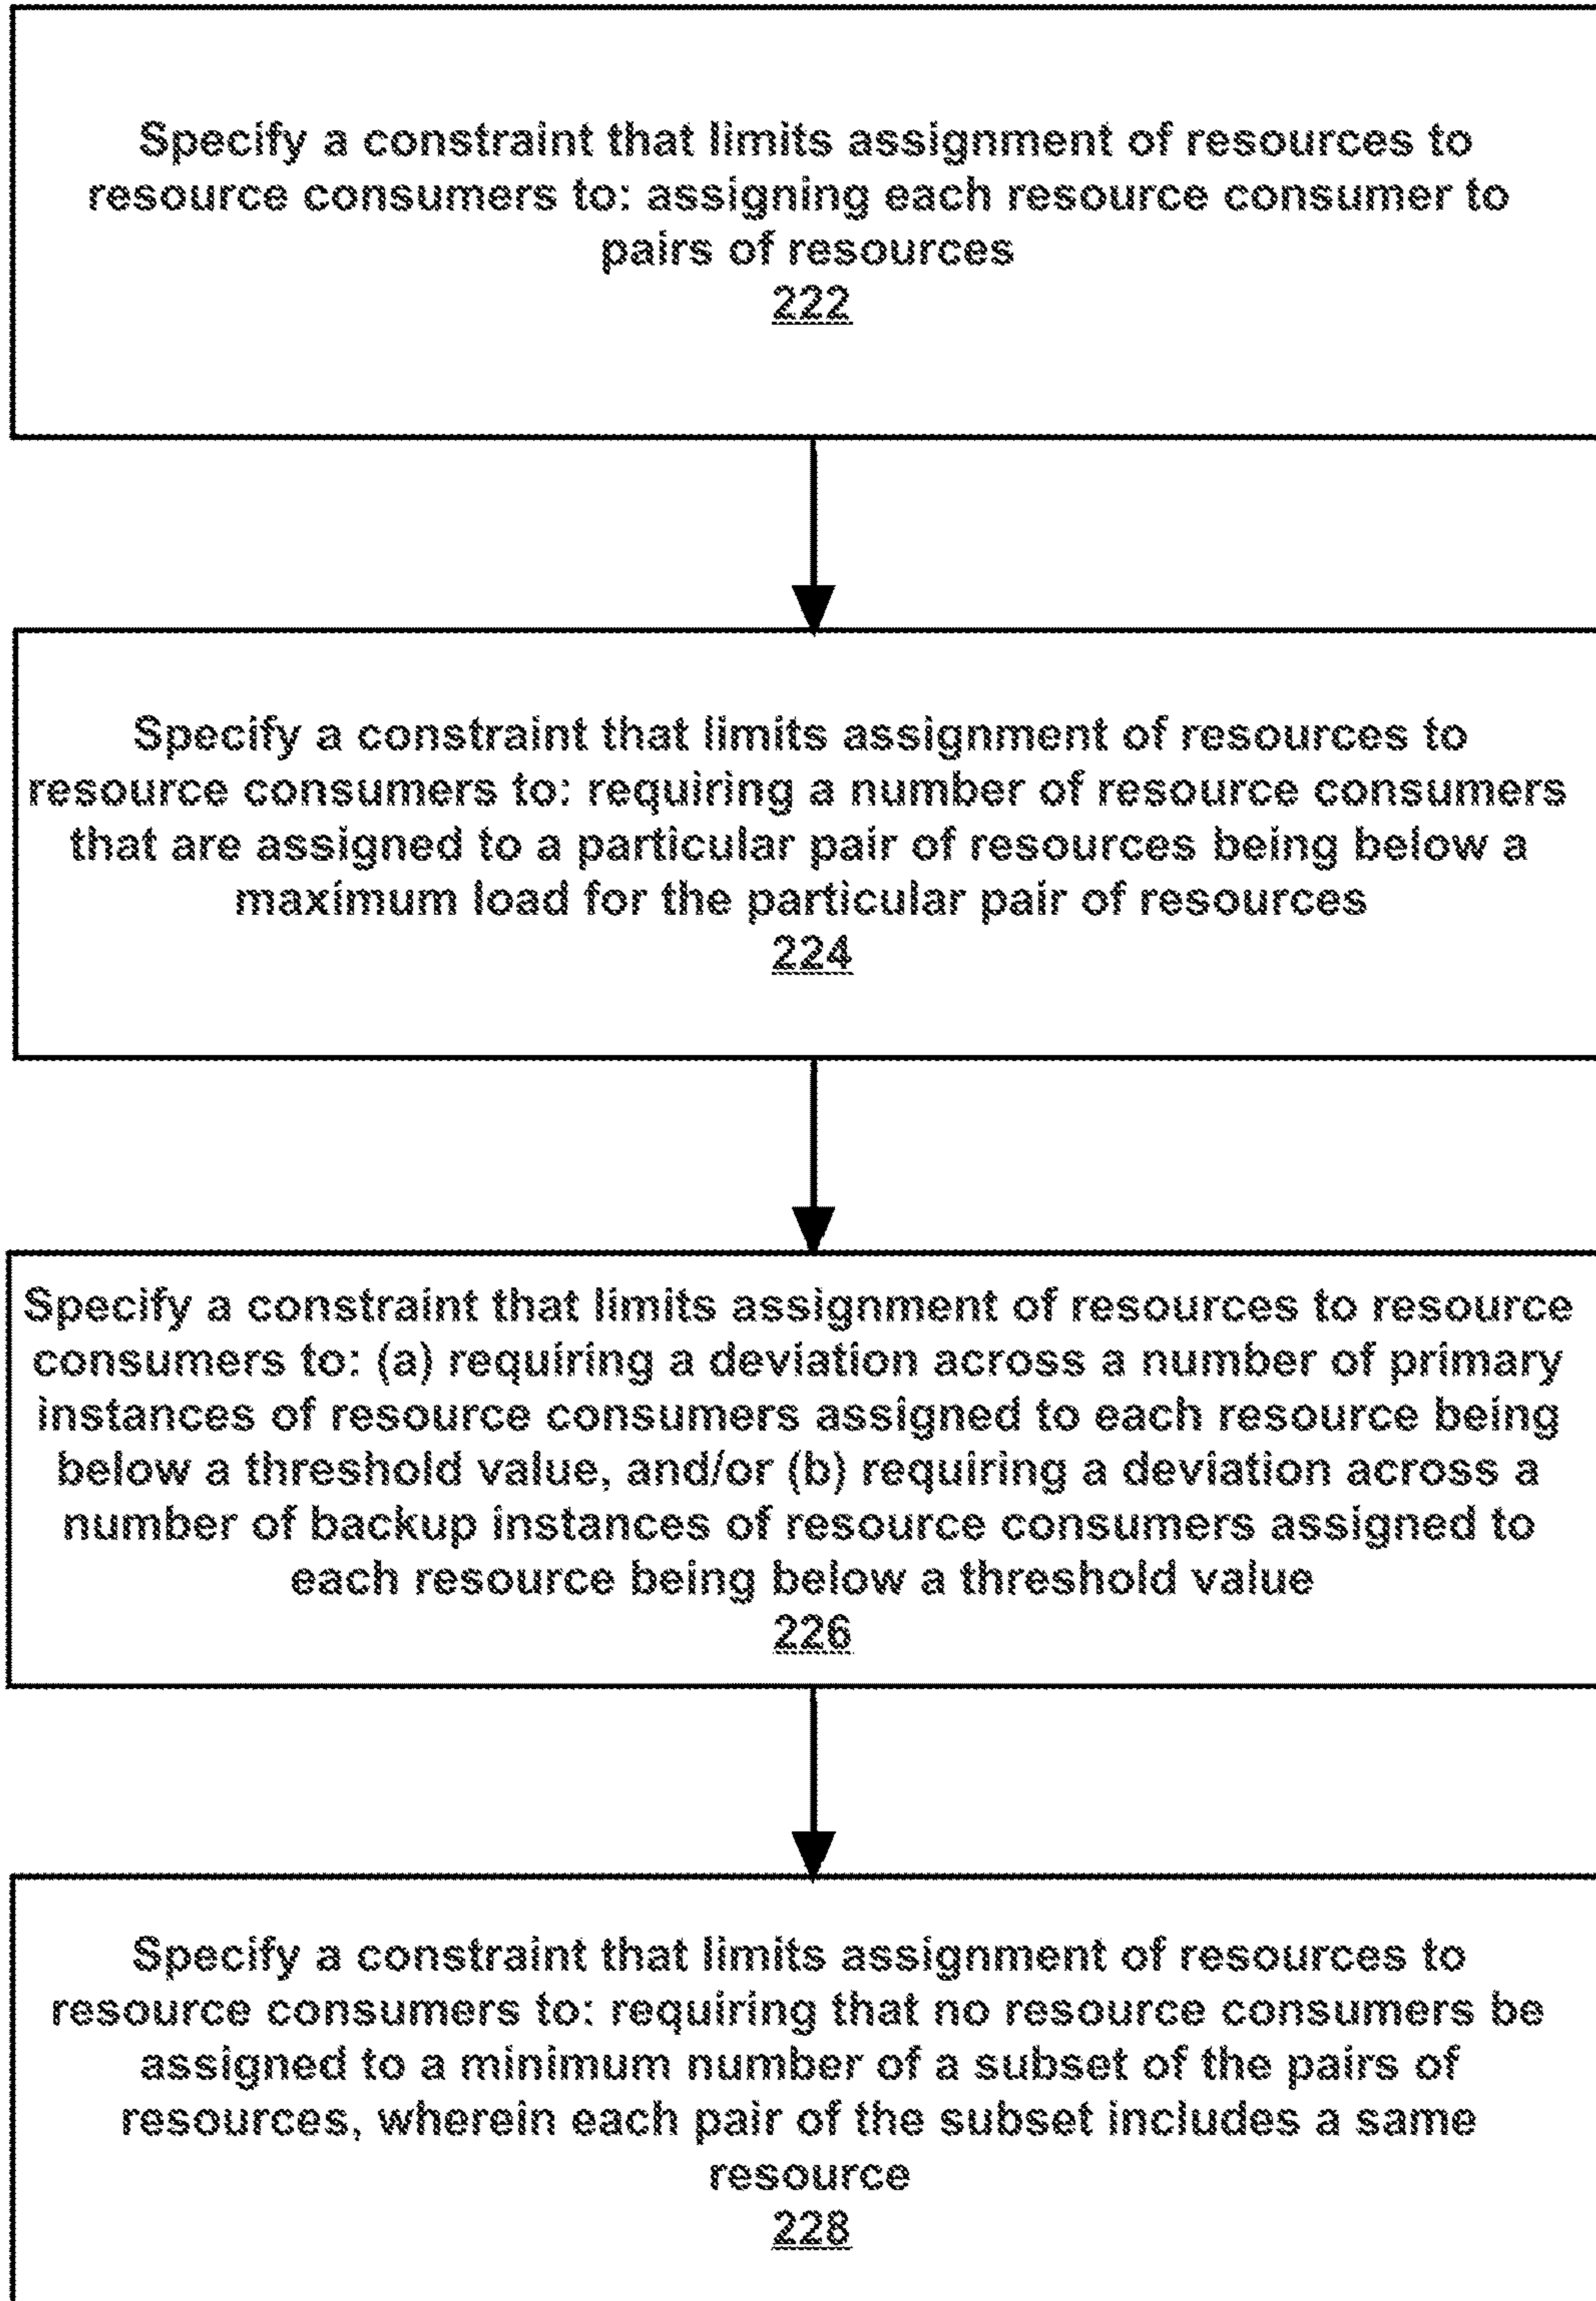 Specify a constraint that limits assignment of resources to
resource consumers to: assigning each resource consumer to
pairs of resources
222
Specify a constraint that limits assignment of resources to
resource consumers to: requiring a number of resource consumers
that are assigned to a particular pair of resources being below a
maximum load for the particular pair of resources
224
Specify a constraint that limits assignment of resources to resource
consumers to: (a) requiring a deviation across a number of primary
instances of resource consumers assigned to each resource being
below a threshold value, and/or (b) requiring a deviation across a
number of backup instances of resource consumers assigned to
each resource being below a threshold value
226
Specify a constraint that limits assignment of resources to
resource consumers to: requiring that no resource consumers be
assigned to a minimum number of a subset of the pairs of
resources, wherein each pair of the subset includes a same
resource
228